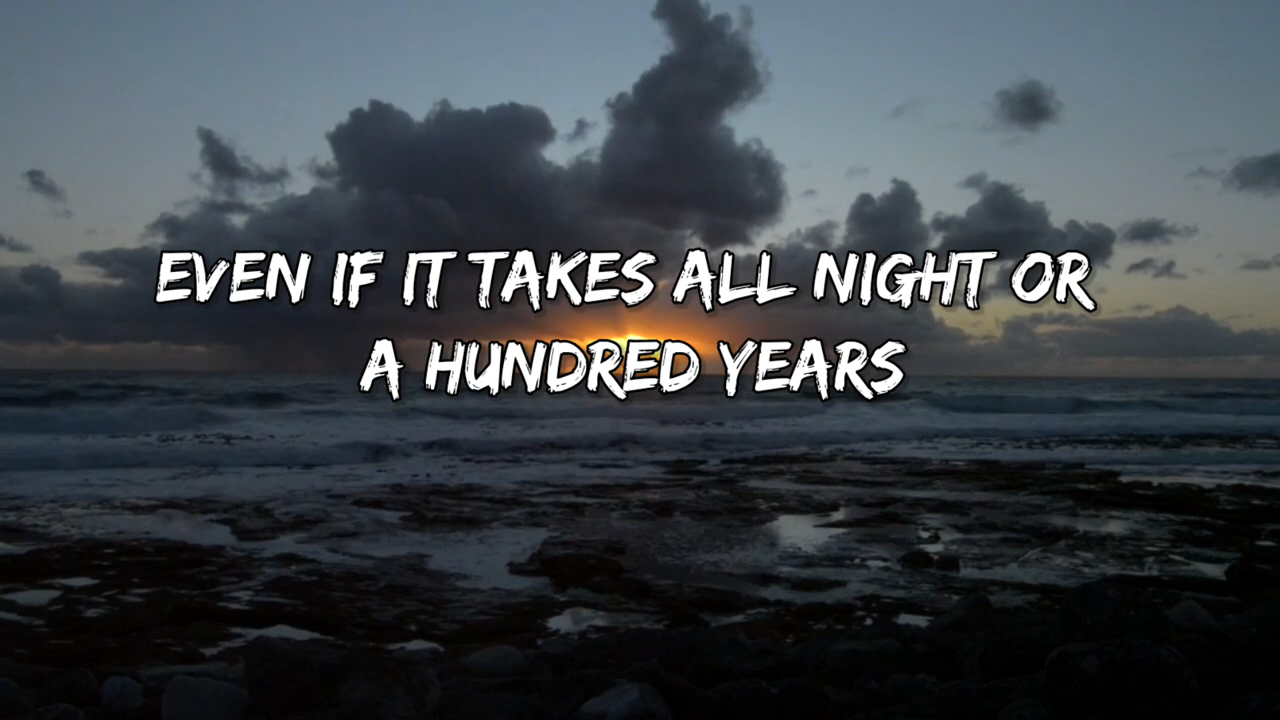 EVEN IF IT TAKES ALL NIGHT OR
A HUNDRED YEARS